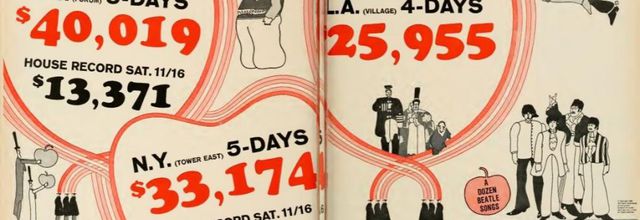 5-DAYS
$40,019
HOUSE RECORD SAT. 11/16
$13,371
N.Y. (TOWER EAST) 5-DAYS
$33,174
SAT. 11/16
L.A. (VILLAGE) 4-DAYS
25,955
A
DOZEN
BEATLE
SONGS